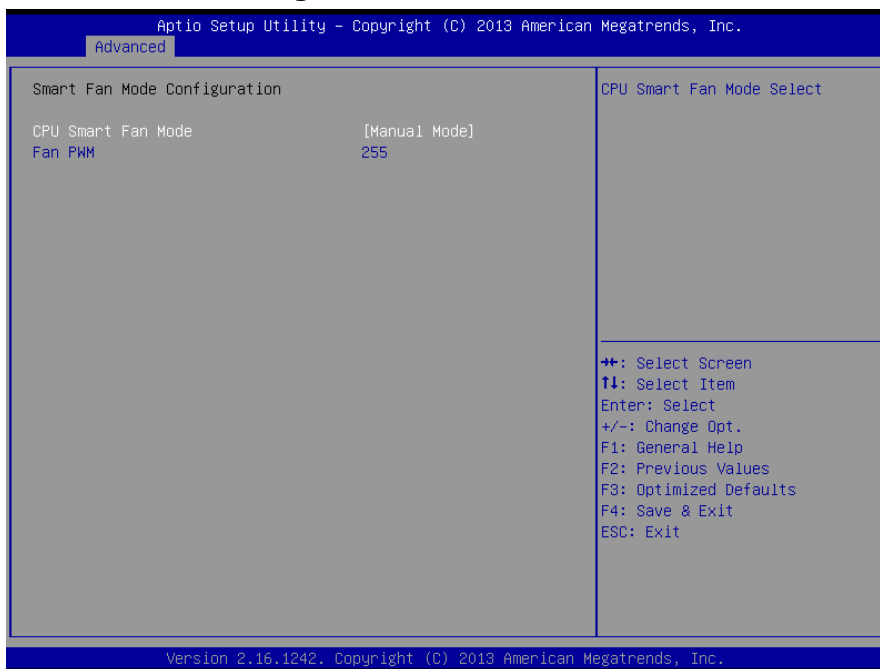 Aptio Setup Utility – Copyright (C) 2013 American Megatrends, Inc.
Advanced
Smart Fan Mode Configuration
CPU Smart Fan Mode [Manual Mode]
Fan PWM 255
CPU Smart Fan Mode Select
→←: Select Screen
↑↓: Select Item
Enter: Select
+/-: Change Opt.
F1: General Help
F2: Previous Values
F3: Optimized Defaults
F4: Save & Exit
ESC: Exit
Version 2.16.1242. Copyright (C) 2013 American Megatrends, Inc.